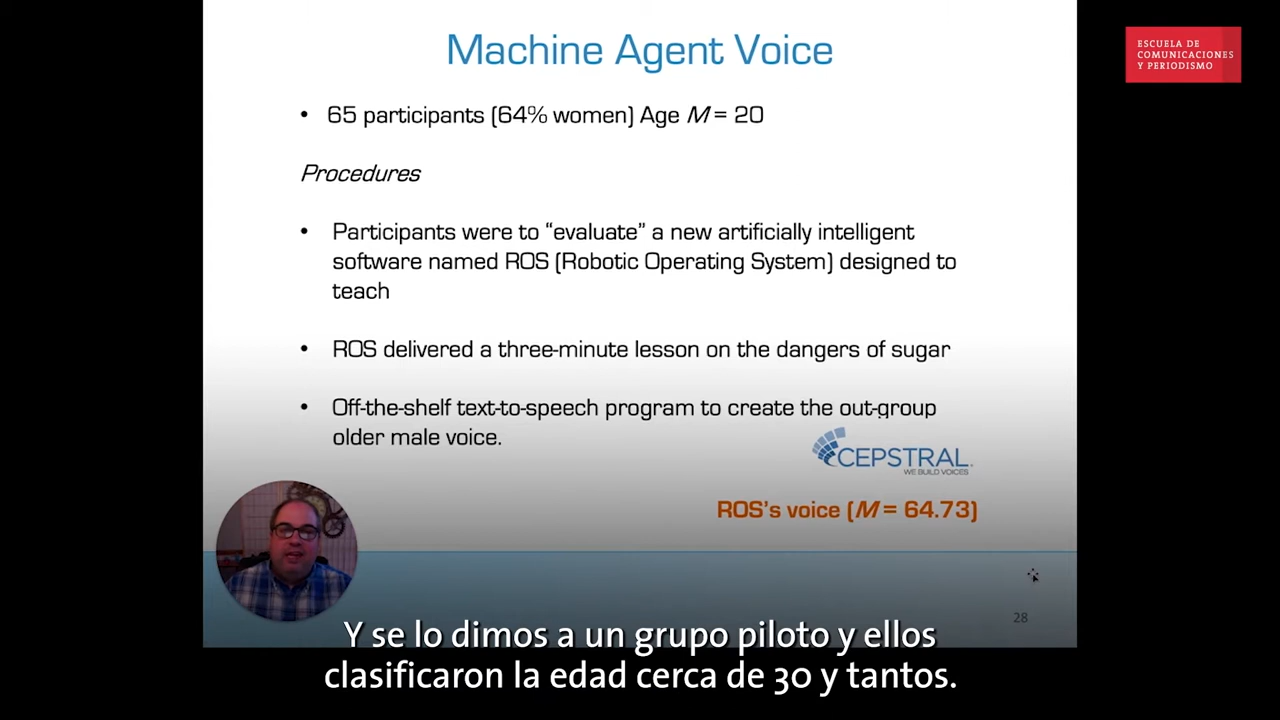 Machine Agent Voice
ESCUELA DE
COMUNICACIONES
Y PERIODISMO
• 65 participants (64% women) Age M = 20
Procedures
• Participants were to “evaluate” a new artificially intelligent
software named ROS (Robotic Operating System) designed to
teach
• ROS delivered a three-minute lesson on the dangers of sugar
• Off-the-shelf text-to-speech program to create the out-group
older male voice.
CEPSTRAL
WE BUILD VOICES
ROS’s voice (M = 64.73)
28
Y se lo dimos a un grupo piloto y ellos
clasificaron la edad cerca de 30 y tantos.